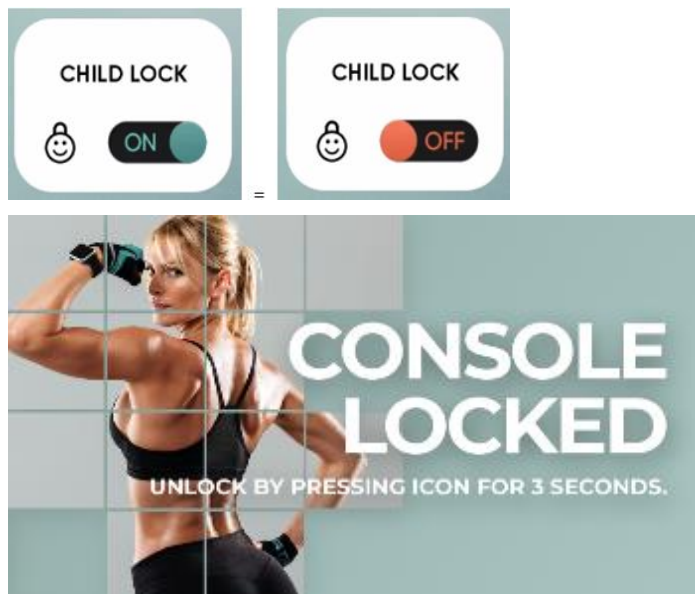 CHILD LOCK
ON
CHILD LOCK
OFF
=
CONSOLE
LOCKED
UNLOCK BY PRESSING ICON FOR 3 SECONDS.